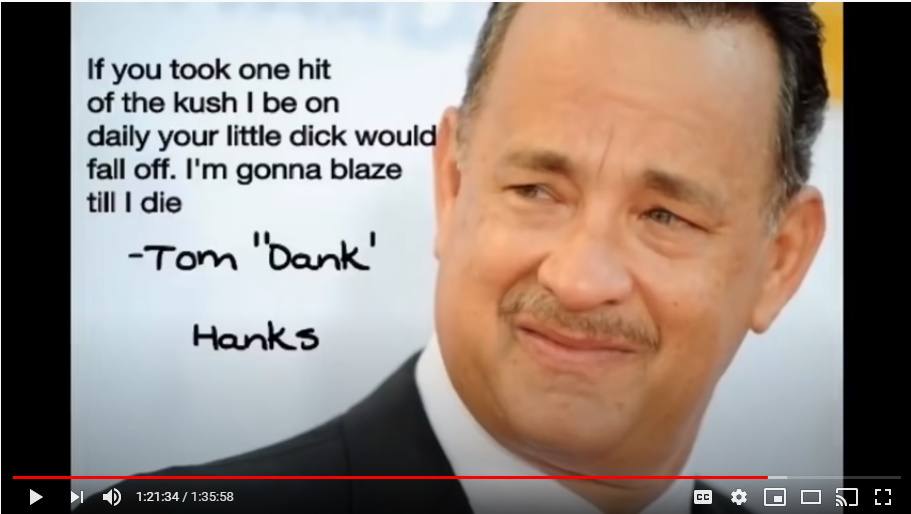 If you took one hit
of the kush I be on
daily your little dick would
fall off. I'm gonna blaze
till I die
-Tom "Dank'
Hanks
1:21:34 / 1:35:58
CC